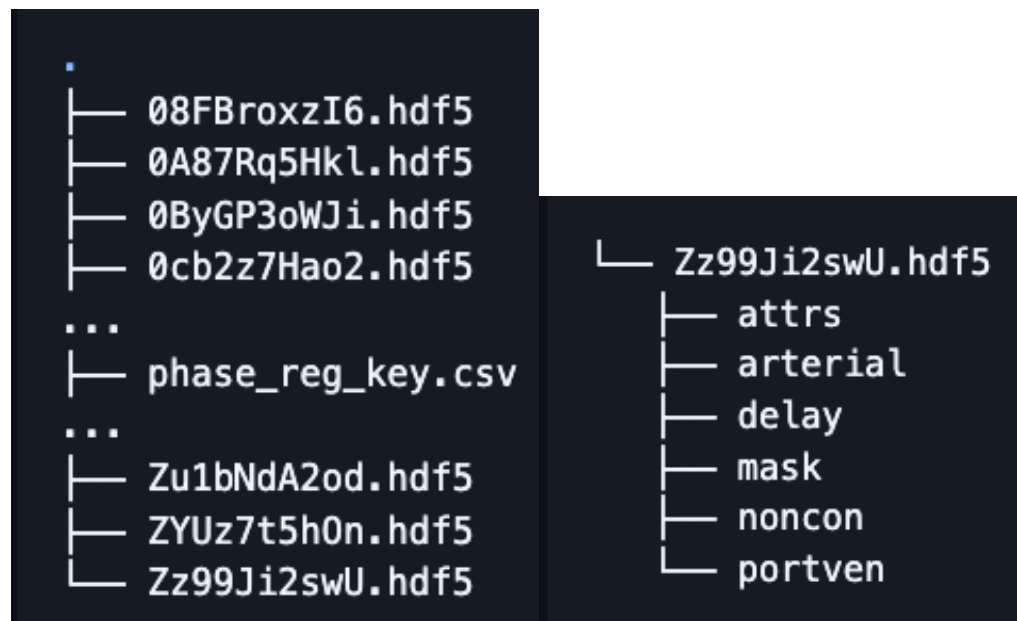 .
├── 08FBroxzI6.hdf5
├── 0A87Rq5Hkl.hdf5
├── 0ByGP3oWJi.hdf5
├── 0cb2z7Hao2.hdf5
...
├── phase_reg_key.csv
...
├── Zu1bNdA2od.hdf5
├── ZYUz7t5hOn.hdf5
└── Zz99Ji2swU.hdf5
└── Zz99Ji2swU.hdf5
├── attrs
├── arterial
├── delay
├── mask
├── noncon
└── portven